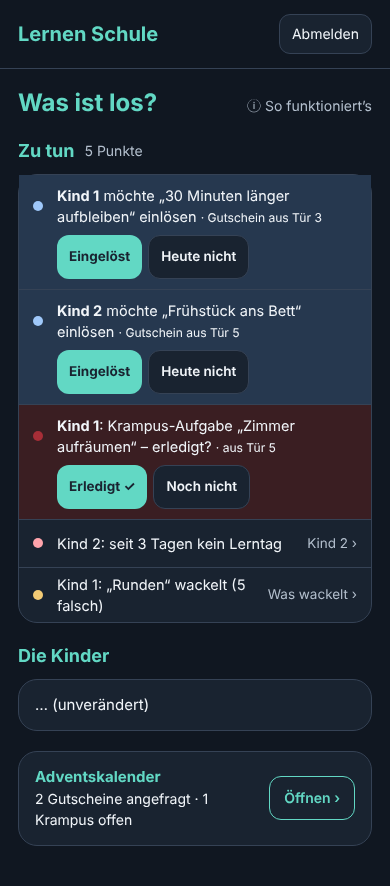 Lernen Schule
Abmelden
Was ist los?
ⓘ So funktioniert’s
Zu tun 5 Punkte
Kind 1 möchte „30 Minuten länger
aufbleiben“ einlösen · Gutschein aus Tür 3
Eingelöst
Heute nicht
Kind 2 möchte „Frühstück ans Bett“
einlösen · Gutschein aus Tür 5
Eingelöst
Heute nicht
Kind 1: Krampus-Aufgabe „Zimmer
aufräumen“ – erledigt? · aus Tür 5
Erledigt ✓
Noch nicht
Kind 2: seit 3 Tagen kein Lerntag
Kind 2 ›
Kind 1: „Runden“ wackelt (5
falsch)
Was wackelt ›
Die Kinder
… (unverändert)
Adventskalender
2 Gutscheine angefragt · 1
Krampus offen
Öffnen ›